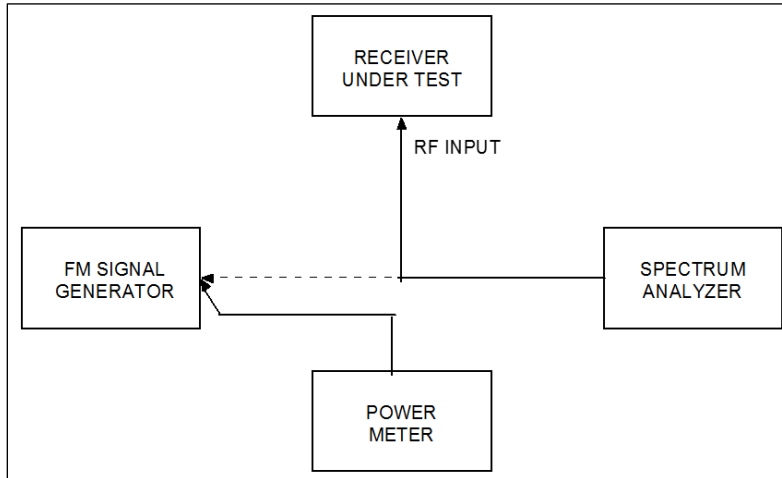 RECEIVER
UNDER TEST
RF INPUT
FM SIGNAL
GENERATOR
SPECTRUM
ANALYZER
POWER
METER